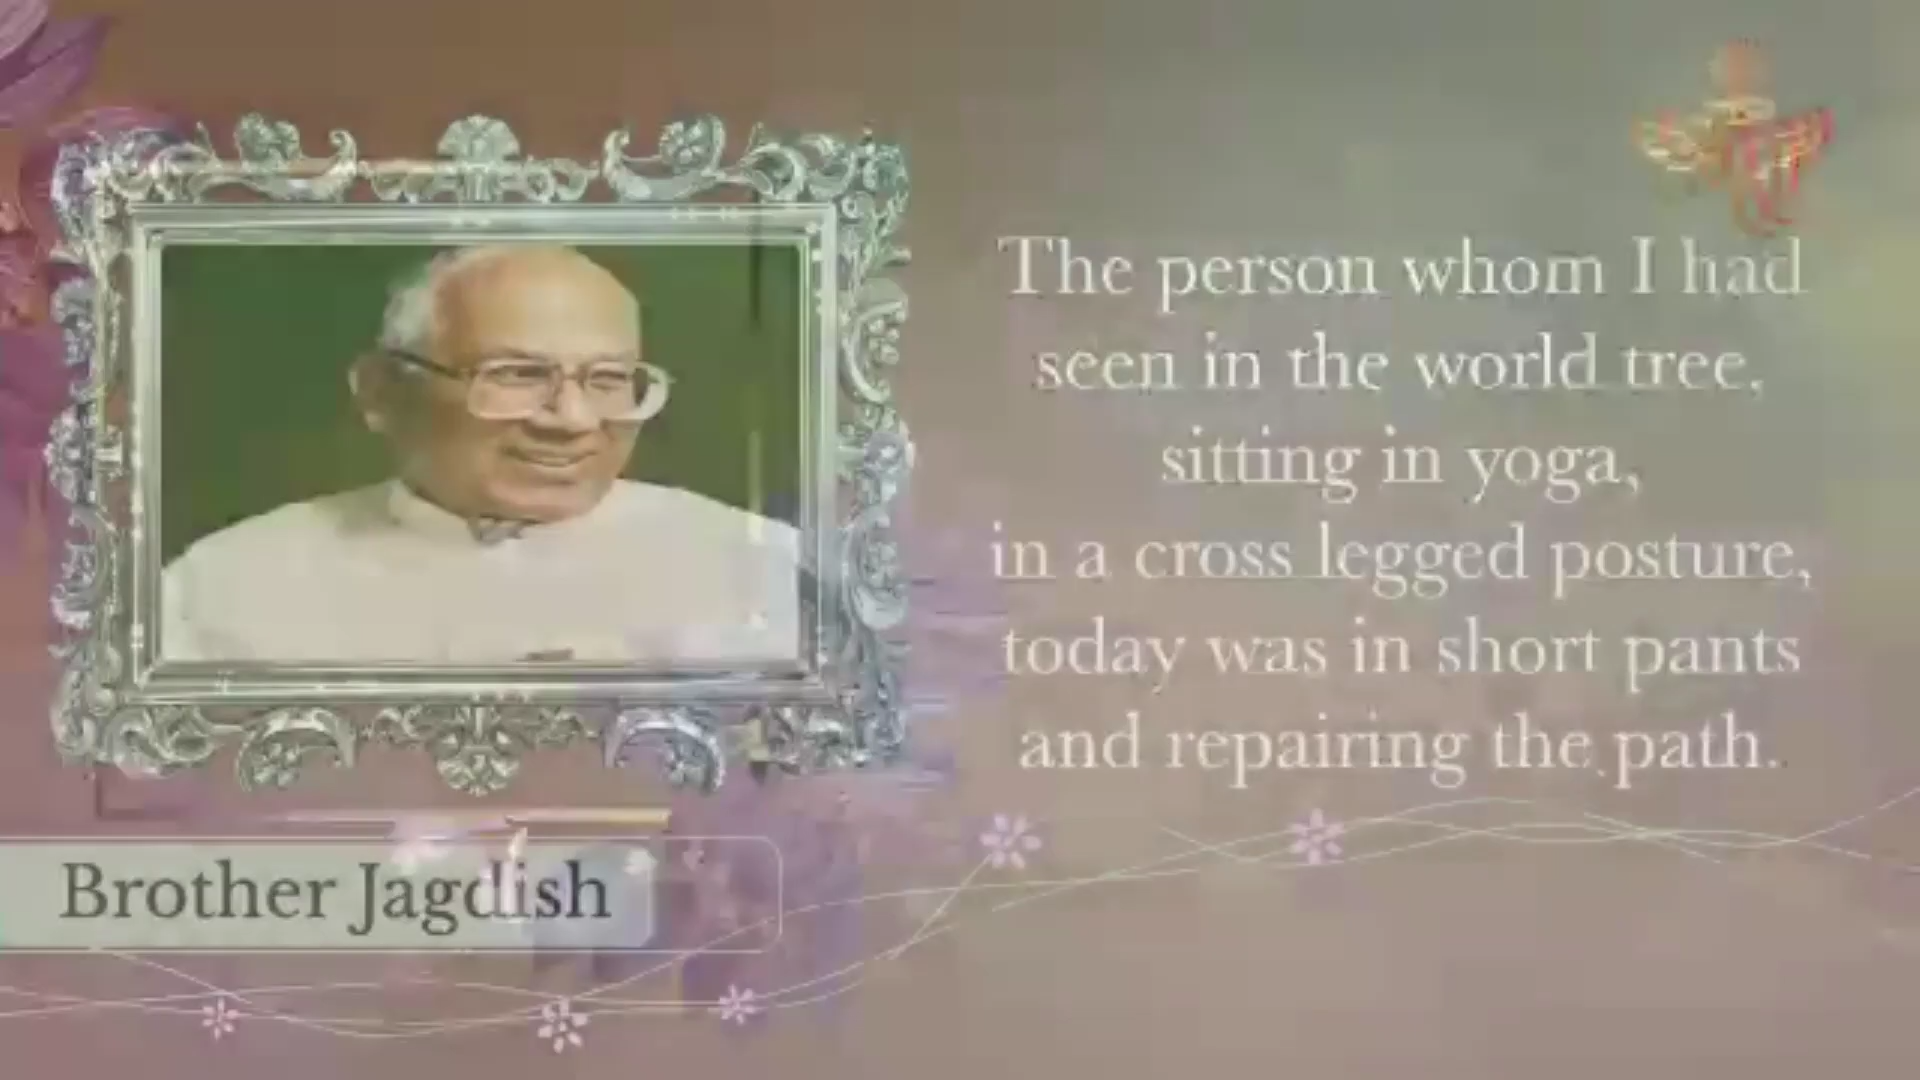 The person whom I had
seen in the world tree,
sitting in yoga,
in a cross legged posture,
today was in short pants
and repairing the path.
Brother Jagdish